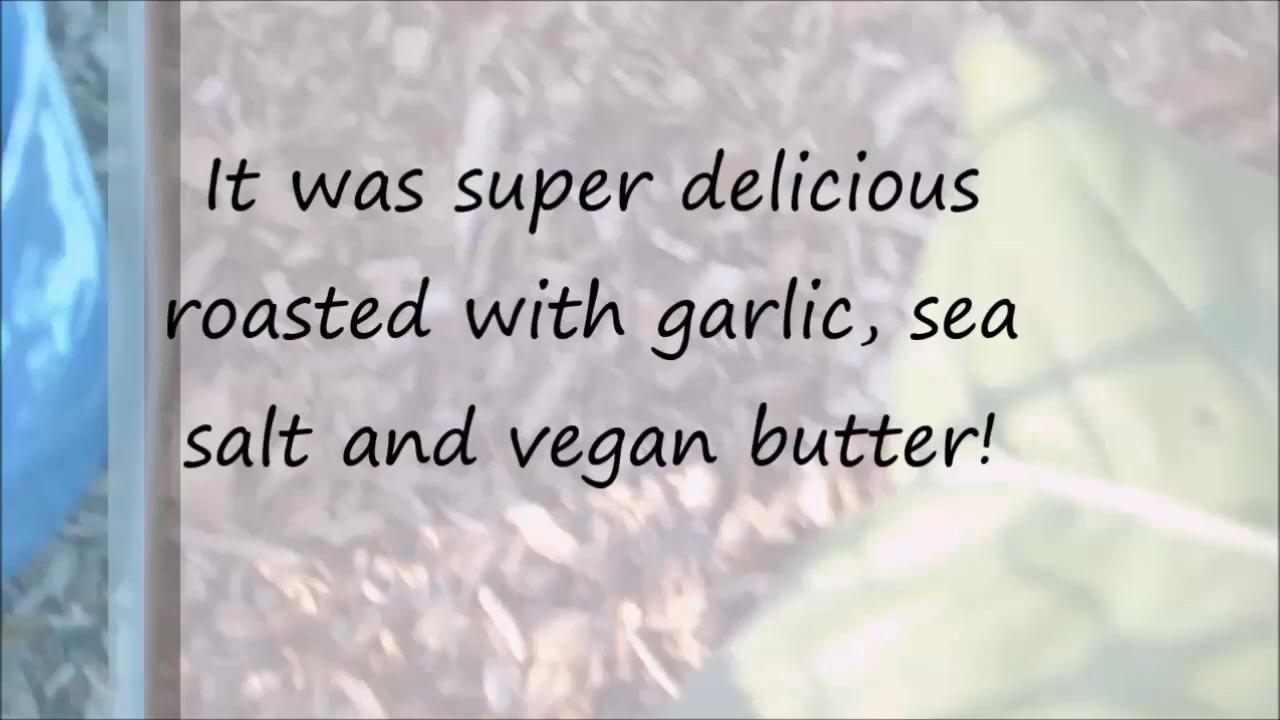 It was super delicious
roasted with garlic, sea
salt and vegan butter!